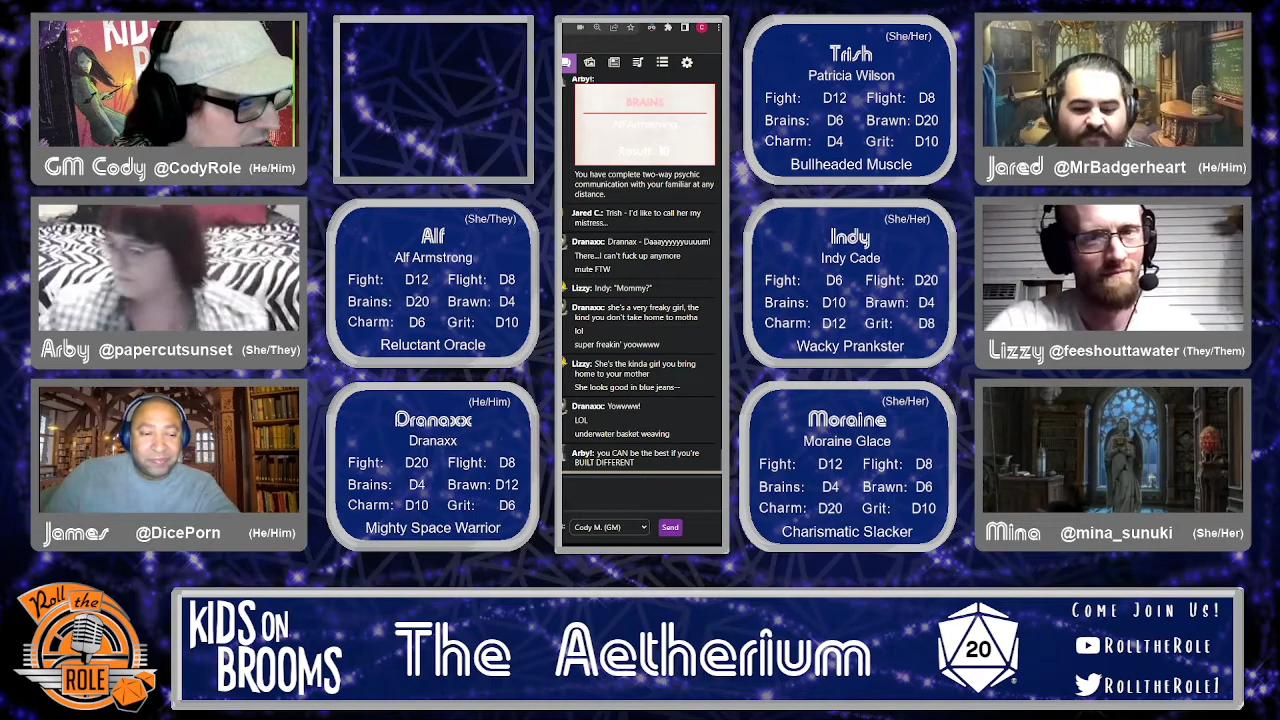 KIDS
BRO
GM Cody @CodyRole (He/Him)
Arby @papercutsunset (She/They)
James @DicePorn (He/Him)
(She/They)
Alf
Alf Armstrong
Fight: D12 Flight: D8
Brains: D20 Brawn: D4
Charm: D6 Grit: D10
Reluctant Oracle
(He/Him)
Dranaxx
Dranaxx
Fight: D20 Flight: D8
Brains: D4 Brawn: D12
Charm: D10 Grit: D6
Mighty Space Warrior
C
Arby!:
BRAINS
Alf Armstrong
Result: 10
You have complete two-way psychic
communication with your familiar at any
distance.
Jared C.: Trish - I'd like to call her my
mistress...
Dranaxx: Drannax - Daaayyyyyyuuuum!
There...I can't fuck up anymore
mute FTW
Lizzy: Indy: "Mommy?"
Dranaxx: she's a very freaky girl, the
kind you don't take home to motha
lol
super freakin' yoowwww
Lizzy: She's the kinda girl you bring
home to your mother
She looks good in blue jeans--
Dranaxx: Yowwww!
LOL
underwater basket weaving
Arby!: you CAN be the best if you're
BUILT DIFFERENT
Cody M. (GM) Send
(She/Her)
Trish
Patricia Wilson
Fight: D12 Flight: D8
Brains: D6 Brawn: D20
Charm: D4 Grit: D10
Bullheaded Muscle
(She/Her)
Indy
Indy Cade
Fight: D6 Flight: D20
Brains: D10 Brawn: D4
Charm: D12 Grit: D8
Wacky Prankster
(She/Her)
Moraine
Moraine Glace
Fight: D12 Flight: D8
Brains: D4 Brawn: D6
Charm: D20 Grit: D10
Charismatic Slacker
Jared @MrBadgerheart (He/Him)
Lizzy @feeshouttawater (They/Them)
Mina @mina_sunuki (She/Her)
Roll the
ROLE
KIDS ON
BROOMS
The Aetherium
20
COME JOIN US!
ROLLTHEROLE
ROLLTHEROLE1